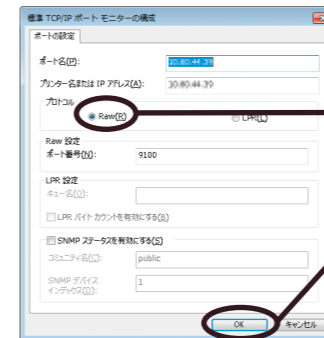 標準 TCP/IP ポート モニターの構成
ポートの設定
ポート名(P): 10.80.44.39
プリンター名または IP アドレス(A): 10.80.44.39
プロトコル
Raw(R) LPR(L)
Raw 設定
ポート番号(N): 9100
LPR 設定
キュー名(Q):
LPR バイト カウントを有効にする(B)
SNMP ステータスを有効にする(S)
コミュニティ名(C): public
SNMP デバイス
インデックス(D): 1
OK キャンセル